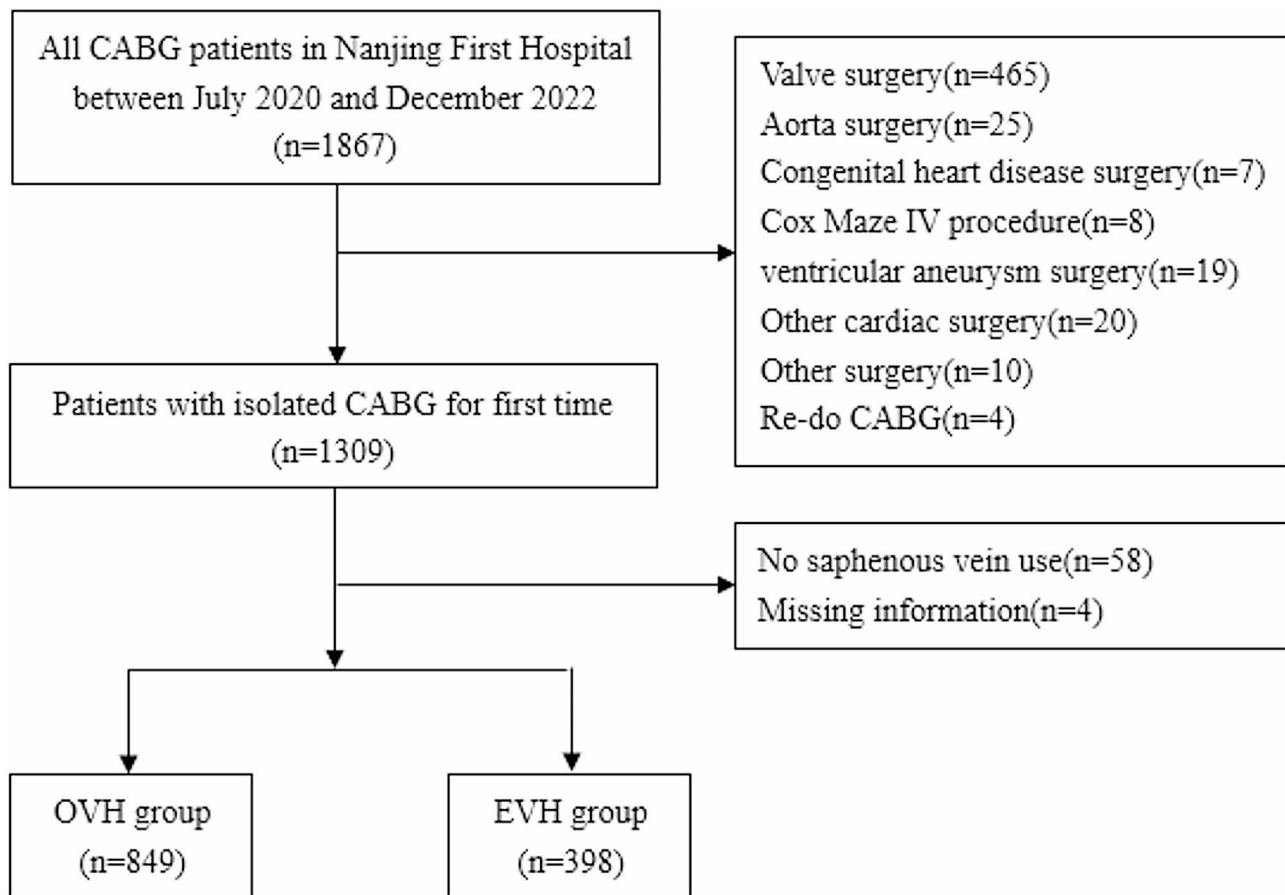 All CABG patients in Nanjing First Hospital
between July 2020 and December 2022
(n=1867)
Valve surgery(n=465)
Aorta surgery(n=25)
Congenital heart disease surgery(n=7)
Cox Maze IV procedure(n=8)
ventricular aneurysm surgery(n=19)
Other cardiac surgery(n=20)
Other surgery(n=10)
Re-do CABG(n=4)
Patients with isolated CABG for first time
(n=1309)
No saphenous vein use(n=58)
Missing information(n=4)
OVH group
(n=849)
EVH group
(n=398)